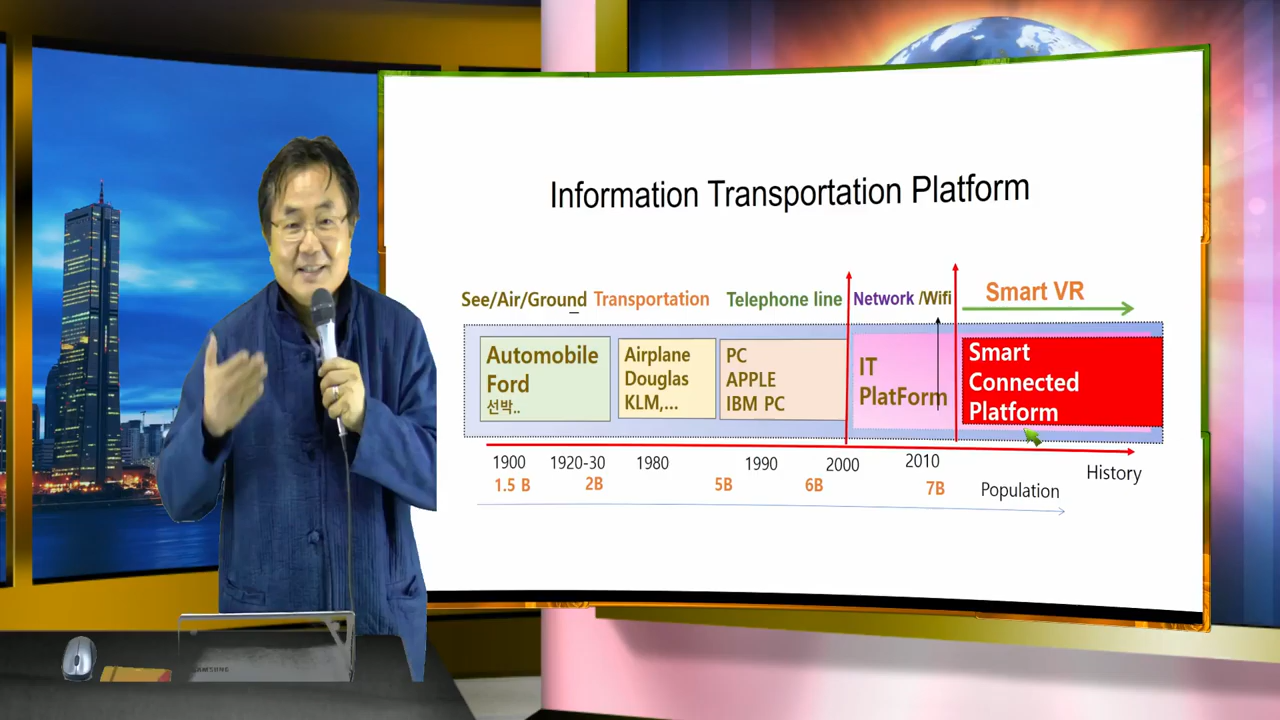 Information Transportation Platform
See/Air/Ground Transportation Telephone line Network /Wifi Smart VR
Automobile
Ford
선박..
Airplane
Douglas
KLM,...
PC
APPLE
IBM PC
IT
PlatForm
Smart
Connected
Platform
1900 1920-30 1980 1990 2000 2010 History
1.5 B 2B 5B 6B 7B Population
SAMSUNG